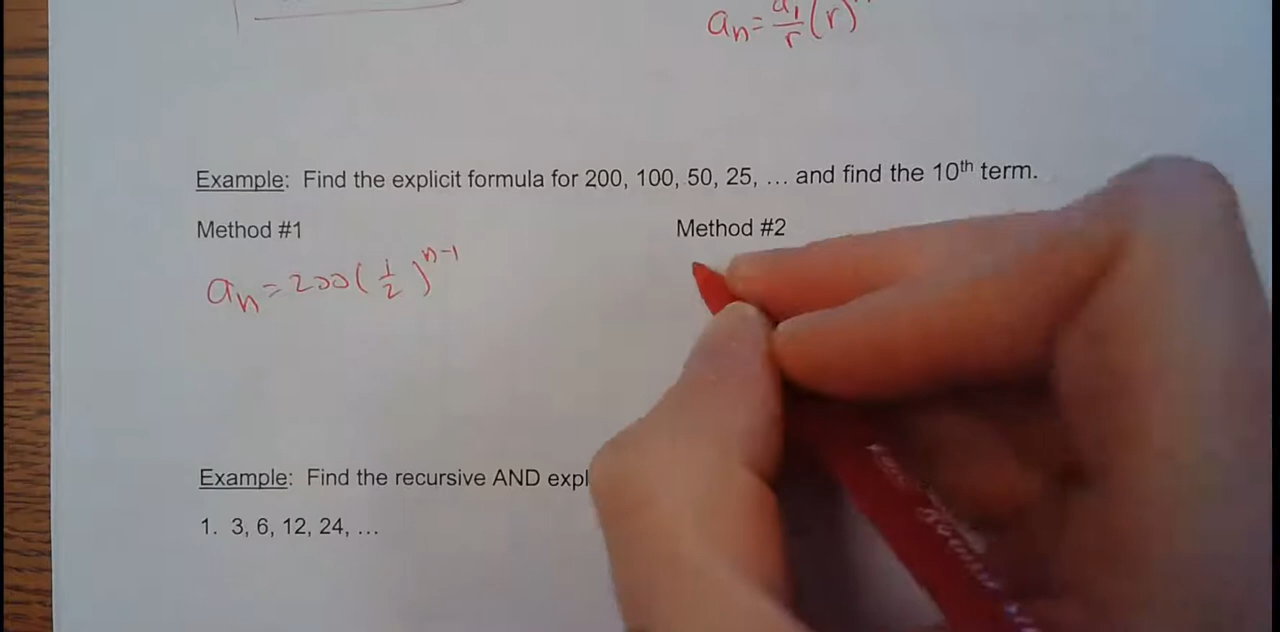 aₙ = a₁/r (r)
Example: Find the explicit formula for 200, 100, 50, 25, … and find the 10th term.
Method #1 Method #2
aₙ = 200(1/2)ⁿ⁻¹
Example: Find the recursive AND expl
1. 3, 6, 12, 24, …